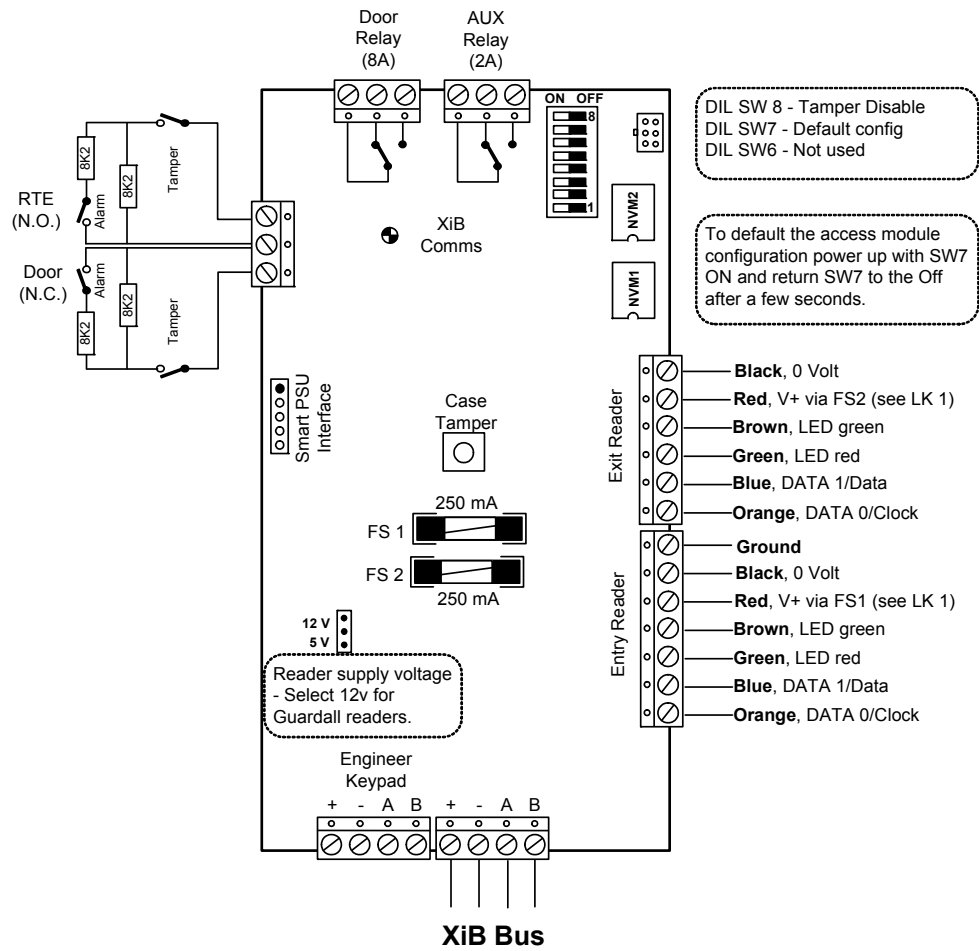 Door
Relay
(8A)
AUX
Relay
(2A)
ON OFF
8
1
DIL SW 8 - Tamper Disable
DIL SW7 - Default config
DIL SW6 - Not used
8K2
8K2
Tamper
Alarm
RTE
(N.O.)
Door
(N.C.)
Alarm
8K2
8K2
Tamper
XiB
Comms
NVM2
NVM1
To default the access module
configuration power up with SW7
ON and return SW7 to the Off
after a few seconds.
Smart PSU
Interface
Case
Tamper
250 mA
FS 1
FS 2
250 mA
Exit Reader
Black, 0 Volt
Red, V+ via FS2 (see LK 1)
Brown, LED green
Green, LED red
Blue, DATA 1/Data
Orange, DATA 0/Clock
Entry Reader
Ground
Black, 0 Volt
Red, V+ via FS1 (see LK 1)
Brown, LED green
Green, LED red
Blue, DATA 1/Data
Orange, DATA 0/Clock
12 V
5 V
Reader supply voltage
- Select 12v for
Guardall readers.
Engineer
Keypad
+ - A B
+ - A B
XiB Bus